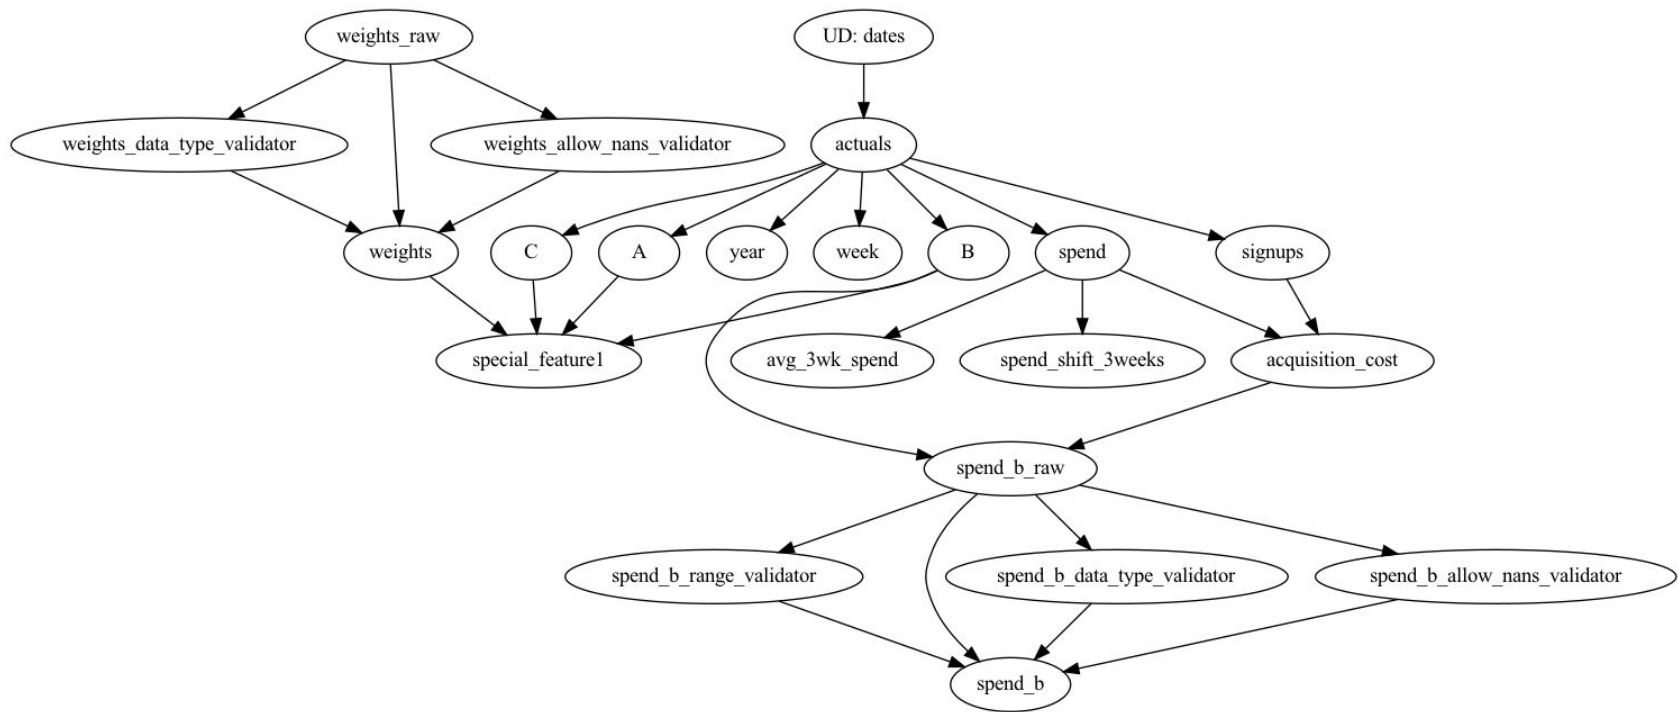 weights_raw
UD: dates
weights_data_type_validator
weights_allow_nans_validator
actuals
weights
C
A
year
week
B
spend
signups
special_feature1
avg_3wk_spend
spend_shift_3weeks
acquisition_cost
spend_b_raw
spend_b_range_validator
spend_b_data_type_validator
spend_b_allow_nans_validator
spend_b